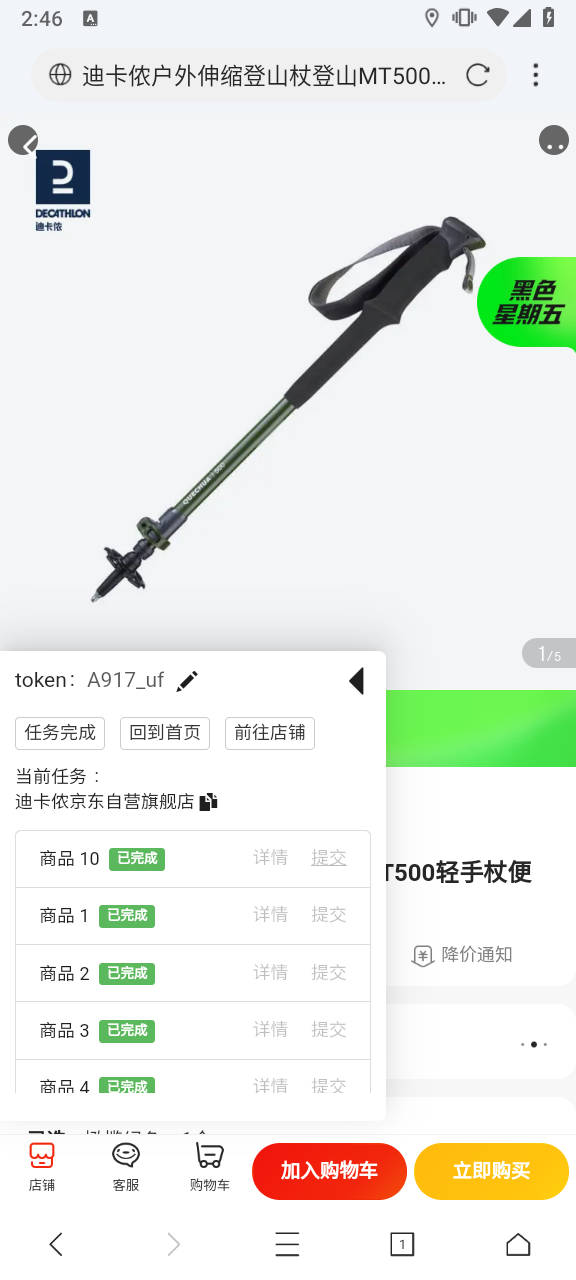 2:46
A
迪卡侬户外伸缩登山杖登山MT500…
DECATHLON
迪卡侬
黑色
星期五
QUECHUA 500
1/5
token： A917_uf
任务完成 回到首页 前往店铺
当前任务：
迪卡侬京东自营旗舰店
商品 10 已完成 详情 提交
T500轻手杖便
商品 1 已完成 详情 提交
降价通知
商品 2 已完成 详情 提交
商品 3 已完成 详情 提交
商品 4 已完成 详情 提交
店铺 客服 购物车 加入购物车 立即购买
1